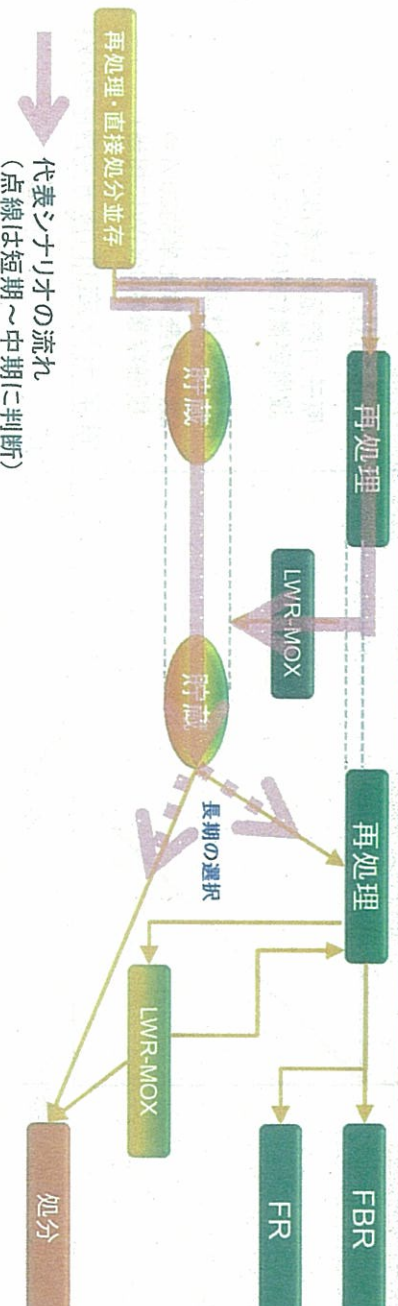 再処理・直接処分並存
再処理
貯蔵
LWR-MOX
貯蔵
長期の選択
再処理
LWR-MOX
FBR
FR
処分
代表シナリオの流れ
(点線は短期~中期に判断)